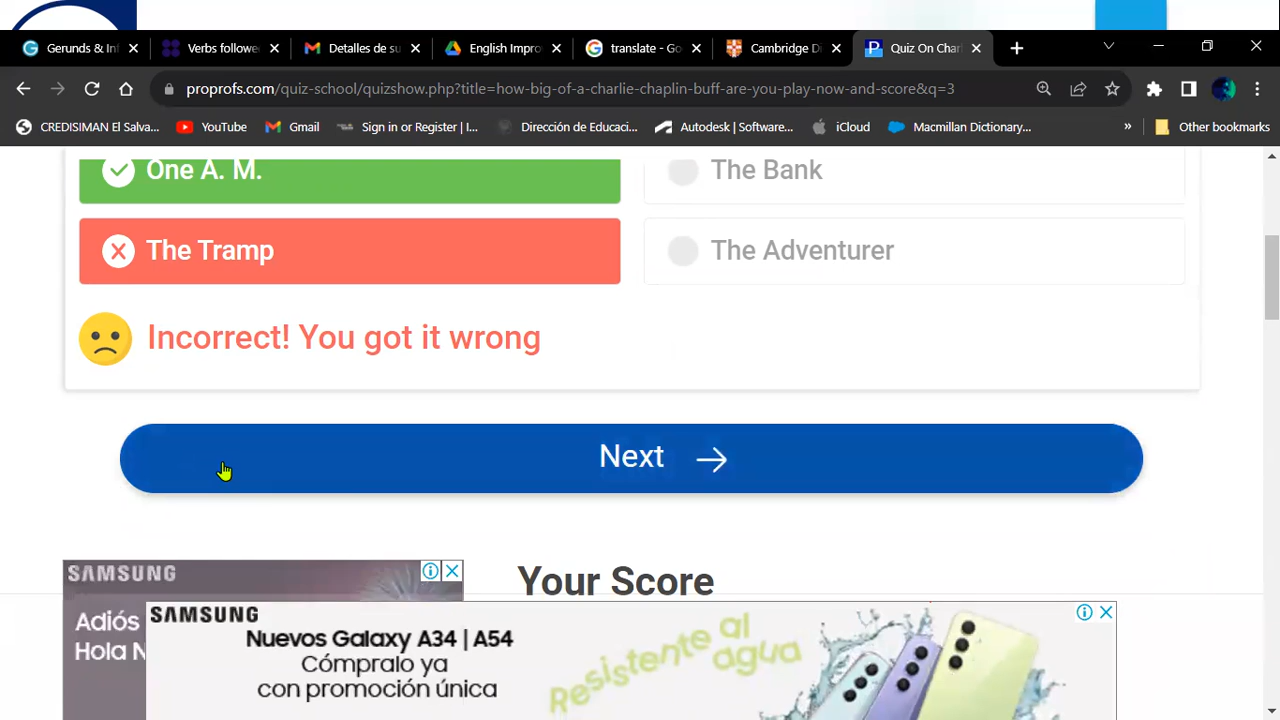 Gerunds & In
Verbs followe
Detalles de su
English Impro
translate - Go
Cambridge Di
Quiz On Charl
proprofs.com/quiz-school/quizshow.php?title=how-big-of-a-charlie-chaplin-buff-are-you-play-now-and-score&q=3
CREDISIMAN El Salva...
YouTube
Gmail
Sign in or Register | I...
Dirección de Educaci...
Autodesk | Software...
iCloud
Macmillan Dictionary...
»
Other bookmarks
One A. M.
The Bank
The Tramp
The Adventurer
Incorrect! You got it wrong
Next →
SAMSUNG
Your Score
Adiós
Hola N
SAMSUNG
Nuevos Galaxy A34 | A54
Cómpralo ya
con promoción única
Resistente al
agua